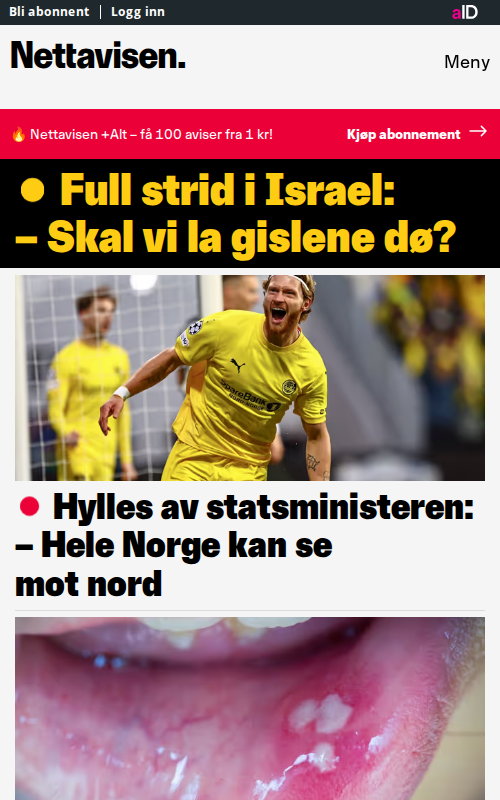 Bli abonnent | Logg inn
aID
Nettavisen.
Meny
🔥 Nettavisen +Alt – få 100 aviser fra 1 kr!
Kjøp abonnement →
Full strid i Israel:
– Skal vi la gislene dø?
SpareBank 1
Hylles av statsministeren:
– Hele Norge kan se
mot nord